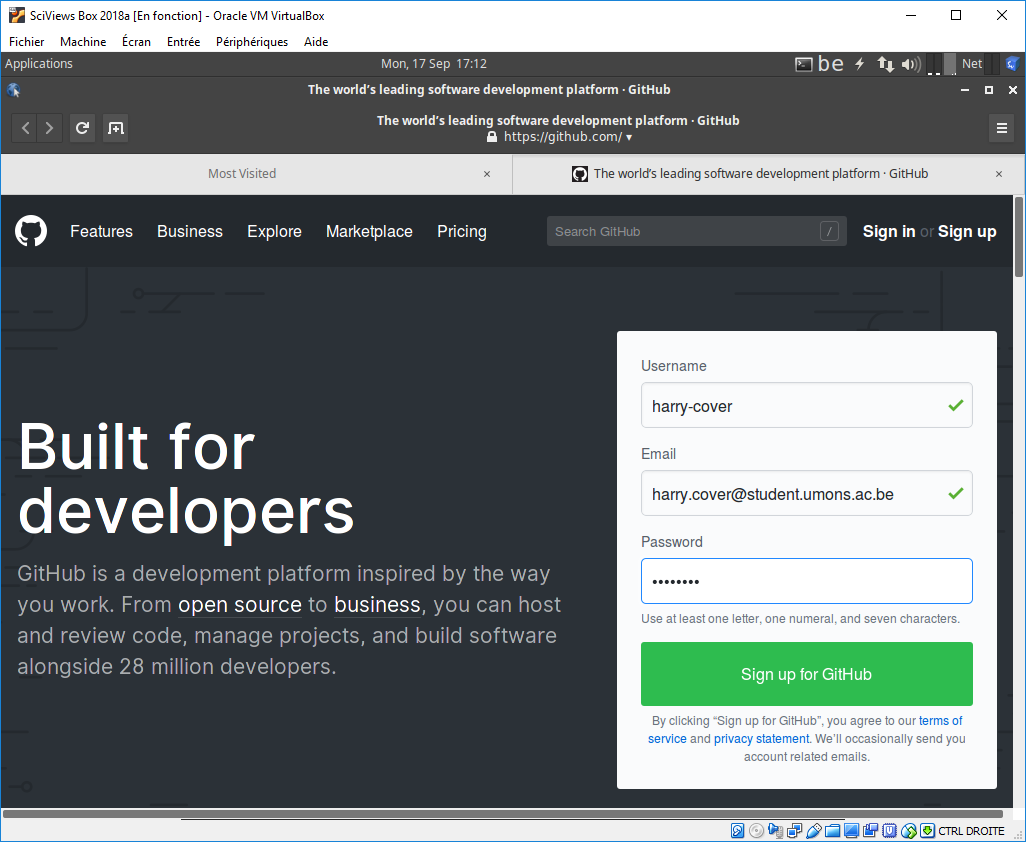 SciViews Box 2018a [En fonction] - Oracle VM VirtualBox
Fichier Machine Écran Entrée Périphériques Aide
Applications Mon, 17 Sep 17:12 be Net
The world's leading software development platform · GitHub
The world's leading software development platform · GitHub
https://github.com/ ▾
Most Visited × The world's leading software development platform · GitHub ×
Features Business Explore Marketplace Pricing Search GitHub / Sign in or Sign up
Built for
developers
GitHub is a development platform inspired by the way
you work. From open source to business, you can host
and review code, manage projects, and build software
alongside 28 million developers.
Username
harry-cover
Email
harry.cover@student.umons.ac.be
Password
••••••••
Use at least one letter, one numeral, and seven characters.
Sign up for GitHub
By clicking “Sign up for GitHub”, you agree to our terms of
service and privacy statement. We’ll occasionally send you
account related emails.
CTRL DROITE